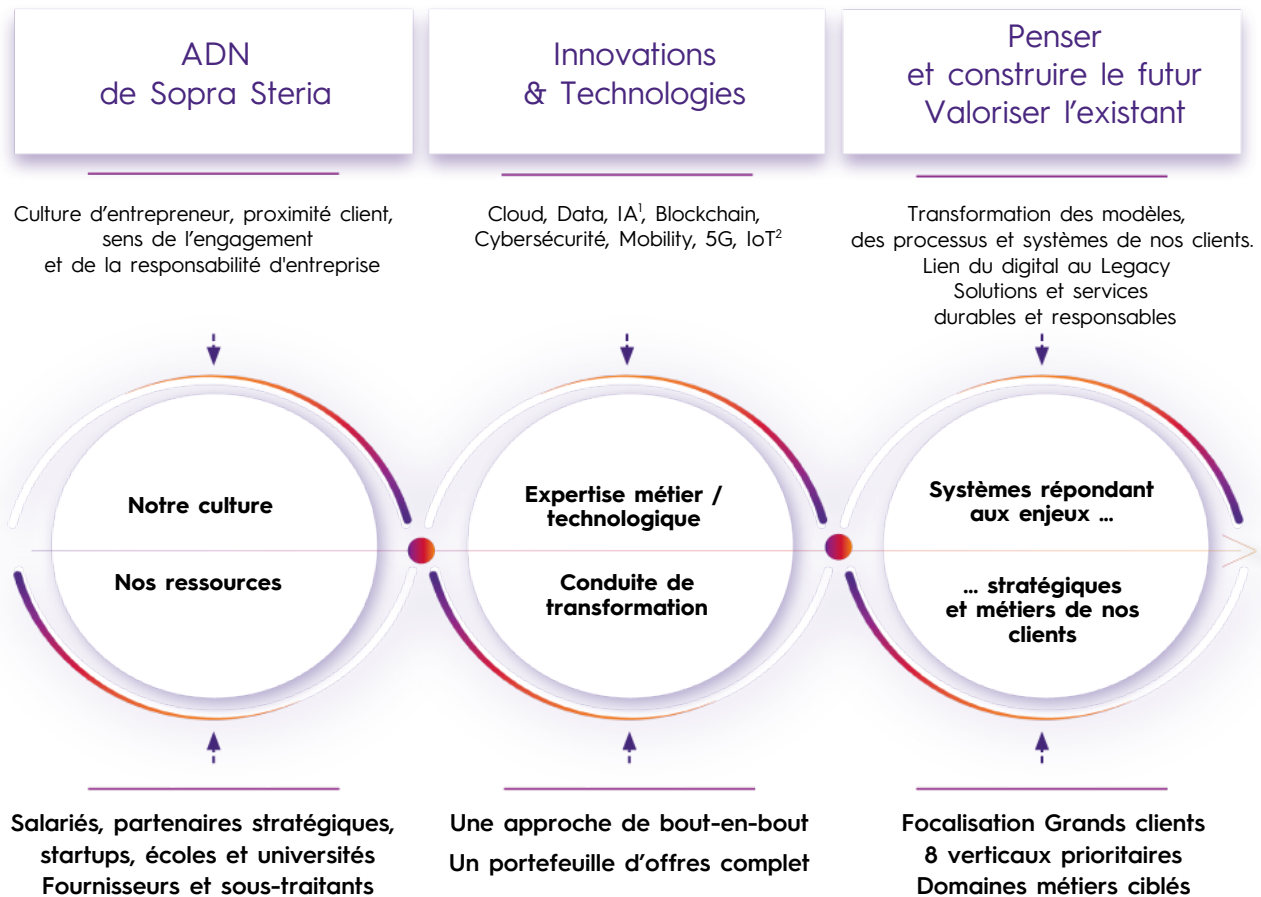 ADN
de Sopra Steria
Innovations
& Technologies
Penser
et construire le futur
Valoriser l'existant
Culture d'entrepreneur, proximité client,
sens de l'engagement
et de la responsabilité d'entreprise
Cloud, Data, IA¹, Blockchain,
Cybersécurité, Mobility, 5G, IoT²
Transformation des modèles,
des processus et systèmes de nos clients.
Lien du digital au Legacy
Solutions et services
durables et responsables
Notre culture
Nos ressources
Expertise métier /
technologique
Conduite de
transformation
Systèmes répondant
aux enjeux …
… stratégiques
et métiers de nos
clients
Salariés, partenaires stratégiques,
startups, écoles et universités
Fournisseurs et sous-traitants
Une approche de bout-en-bout
Un portefeuille d'offres complet
Focalisation Grands clients
8 verticaux prioritaires
Domaines métiers ciblés